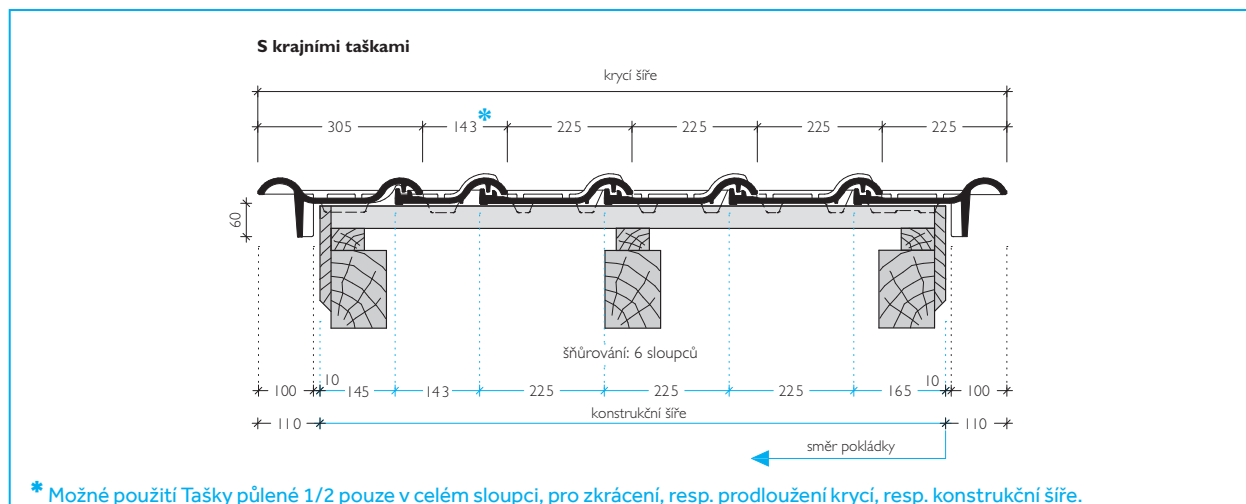 S krajními taškami
krycí šíře
305 143* 225 225 225 225
60
šňůrování: 6 sloupců
100 10 145 143 225 225 225 165 10 100
110 konstrukční šíře 110
směr pokládky
* Možné použití Tašky půlené 1/2 pouze v celém sloupci, pro zkrácení, resp. prodloužení krycí, resp. konstrukční šíře.